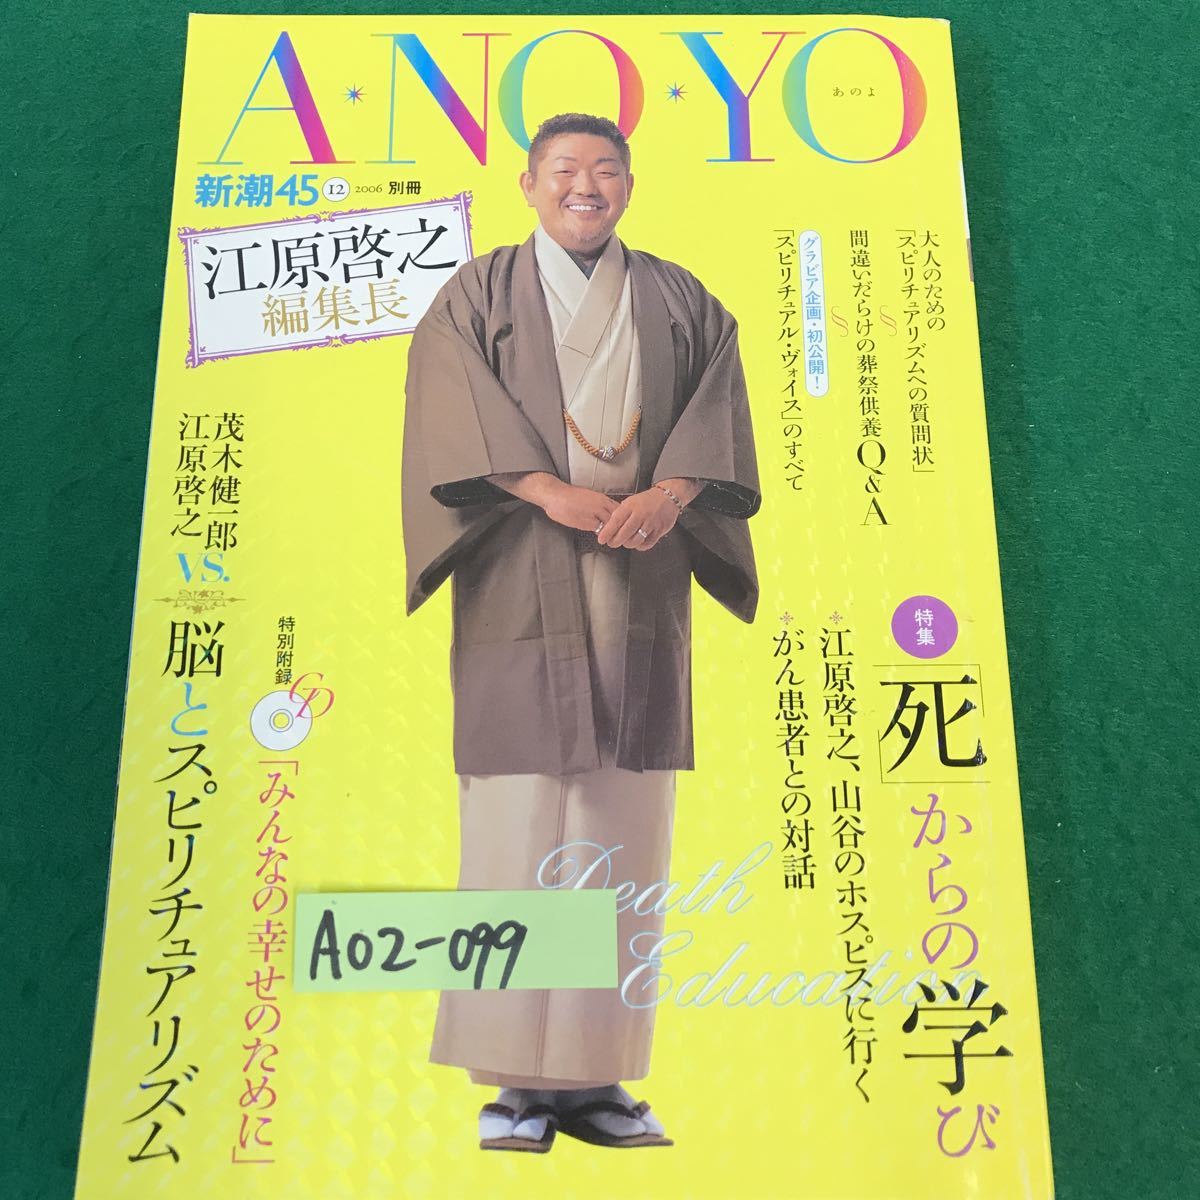 A・NO・YO
あのよ
新潮45 12 2006 別冊
江原啓之
編集長
大人のための
「スピリチュアリズムへの質問状」
間違いだらけの葬祭供養Q&A
グラビア企画・初公開!
「スピリチュアル・ヴォイス」のすべて
茂木健一郎
江原啓之
VS.
脳とスピリチュアリズム
特別附録
CD
「みんなの幸せのために」
特集
「死」からの学び
江原啓之、山谷のホスピスに行く
がん患者との対話
Death
Education
A02-099